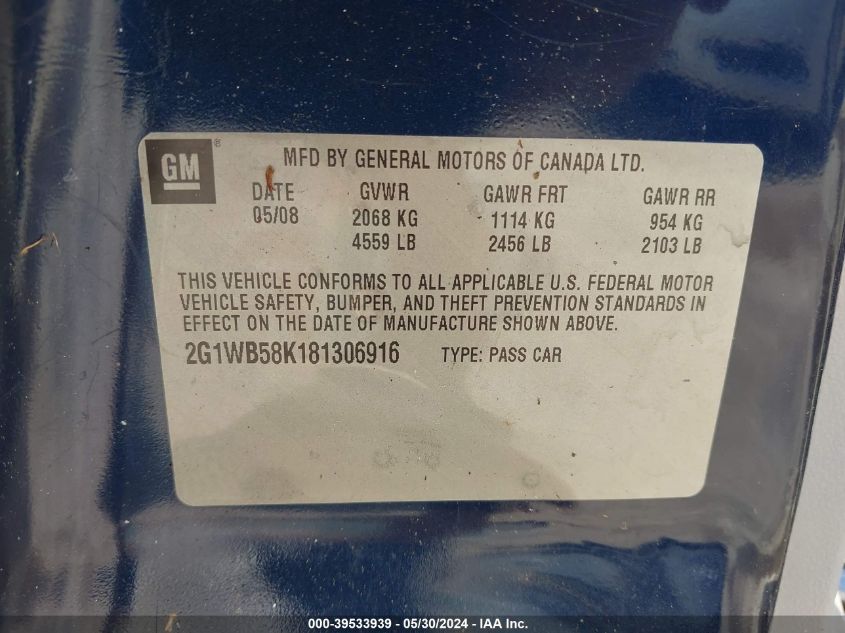 GM ®
MFD BY GENERAL MOTORS OF CANADA LTD.
DATE GVWR GAWR FRT GAWR RR
05/08 2068 KG 1114 KG 954 KG
4559 LB 2456 LB 2103 LB
THIS VEHICLE CONFORMS TO ALL APPLICABLE U.S. FEDERAL MOTOR
VEHICLE SAFETY, BUMPER, AND THEFT PREVENTION STANDARDS IN
EFFECT ON THE DATE OF MANUFACTURE SHOWN ABOVE.
2G1WB58K181306916 TYPE: PASS CAR
000-39533939 - 05/30/2024 - IAA Inc.